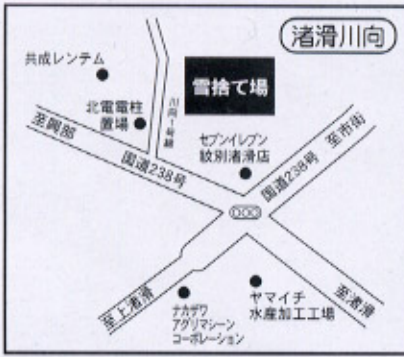 渚滑川向
共成レンテム
雪捨て場
川向1号線
北電電柱
置場
セブンイレブン
紋別渚滑店
至興部
国道238号
国道238号
至市街
至上渚滑
至渚滑
ナカザワ
アグリマシーン
コーポレーション
ヤマイチ
水産加工工場